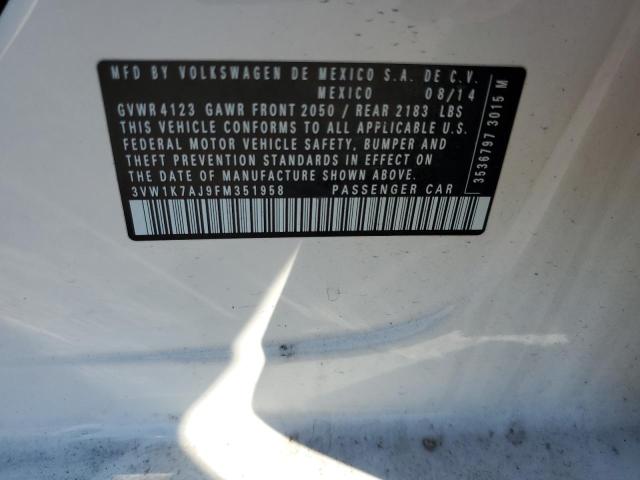 MFD BY VOLKSWAGEN DE MEXICO S.A. DE C.V.
MEXICO 08/14
GVWR 4123 GAWR FRONT 2050 / REAR 2183 LBS
THIS VEHICLE CONFORMS TO ALL APPLICABLE U.S.
FEDERAL MOTOR VEHICLE SAFETY, BUMPER AND
THEFT PREVENTION STANDARDS IN EFFECT ON
THE DATE OF MANUFACTURE SHOWN ABOVE.
3VW1K7AJ9FM351958 PASSENGER CAR
3536797 3015 M